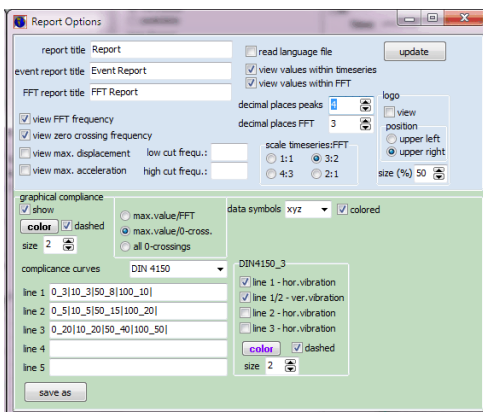 Report Options
report title Report read language file update
event report title Event Report view values within timeseries
view values within FFT
FFT report title FFT Report
decimal places peaks 4 logo
view FFT frequency decimal places FFT 3 view
view zero crossing frequency position
view max. displacement low cut frequ.: scale timeseries:FFT upper left
1:1 3:2 upper right
view max. acceleration high cut frequ.: 4:3 2:1 size (%) 50
graphical compliance
show max.value/FFT data symbols xyz colored
color dashed max.value/0-cross.
size 2 all 0-crossings
complicance curves DIN 4150 DIN4150_3
line 1 0_3|10_3|50_8|100_10| line 1 - hor.vibration
line 2 0_5|10_5|50_15|100_20| line 1/2 - ver.vibration
line 3 0_20|10_20|50_40|100_50| line 2 - hor.vibration
line 4 line 3 - hor.vibration
line 5 color dashed
size 2
save as